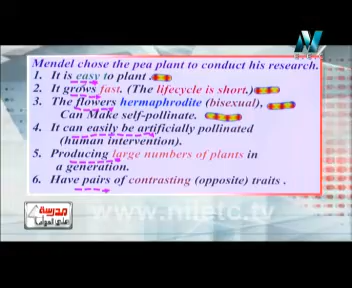 Mendel chose the pea plant to conduct his research.
1. It is easy to plant .
2. It grows fast. (The lifecycle is short.)
3. The flowers hermaphrodite (bisexual),
Can Make self-pollinate.
4. It can easily be artificially pollinated
(human intervention).
5. Producing large numbers of plants in
a generation.
6. Have pairs of contrasting (opposite) traits .
مدرسة
على الهواء
www.niletc.tv